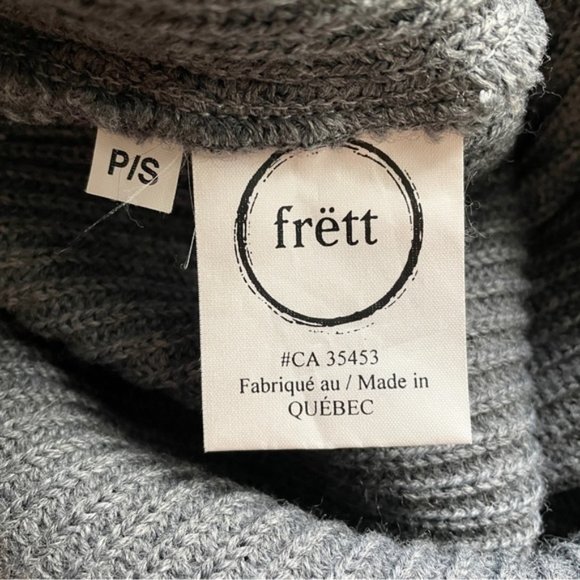 P/S
frëtt
#CA 35453
Fabriqué au / Made in
QUÉBEC